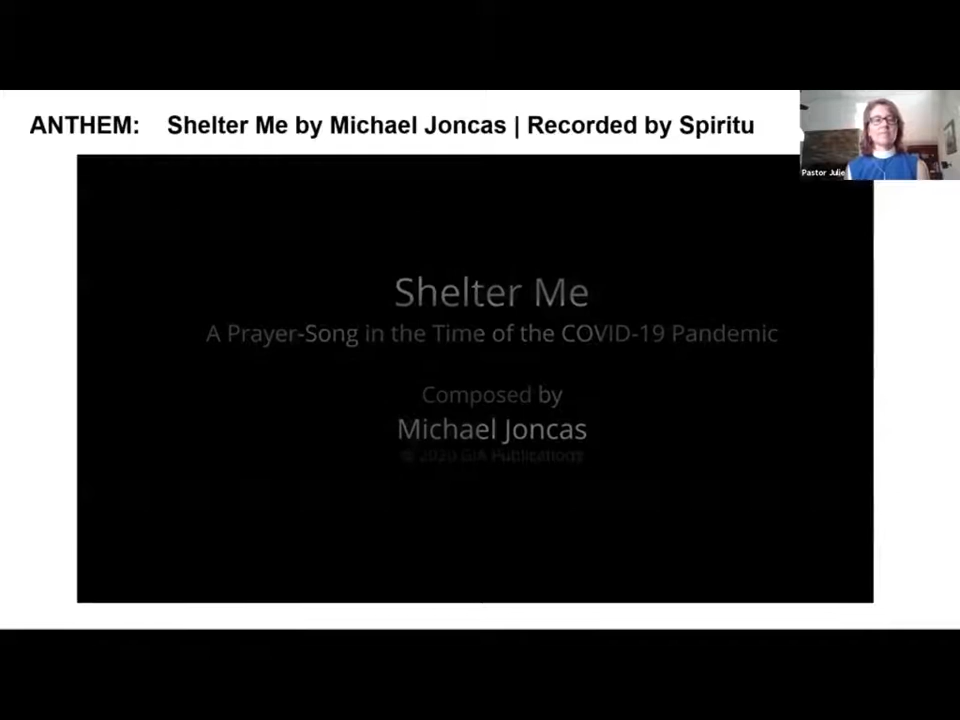 ANTHEM: Shelter Me by Michael Joncas | Recorded by Spiritu
Pastor Julie
Shelter Me
A Prayer-Song in the Time of the COVID-19 Pandemic
Composed by
Michael Joncas
© 2020 GIA Publications